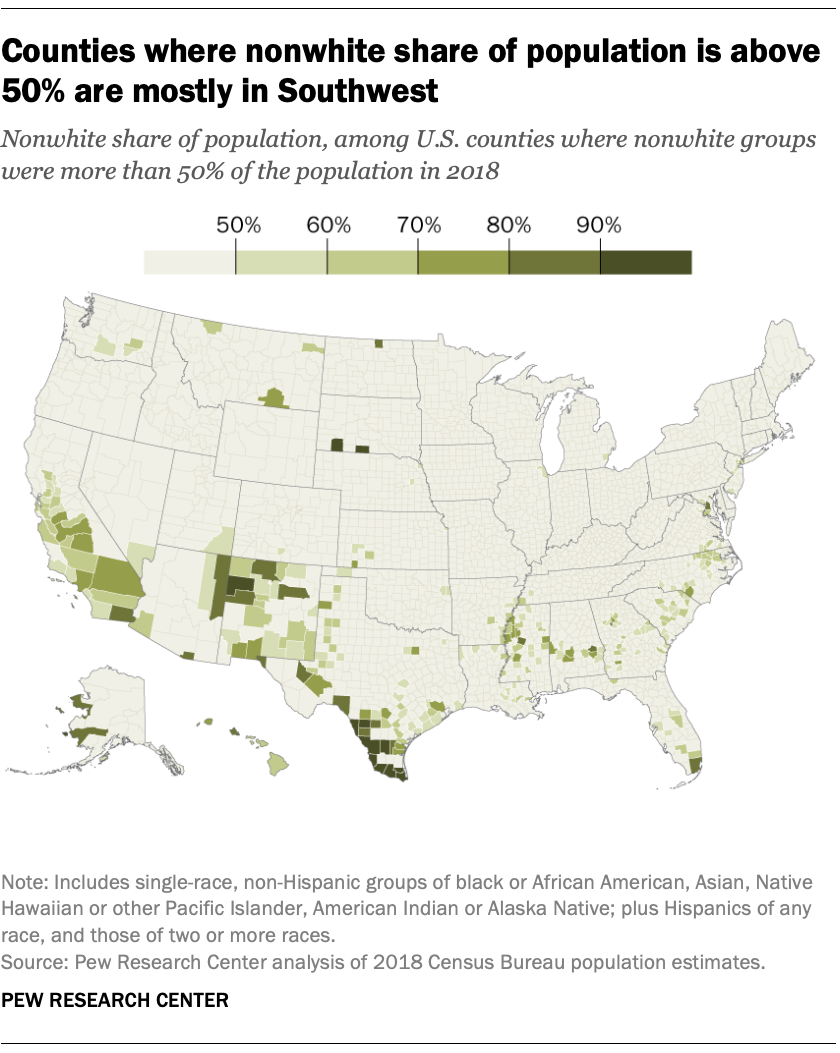 Counties where nonwhite share of population is above
50% are mostly in Southwest
Nonwhite share of population, among U.S. counties where nonwhite groups
were more than 50% of the population in 2018
50% 60% 70% 80% 90%
Note: Includes single-race, non-Hispanic groups of black or African American, Asian, Native
Hawaiian or other Pacific Islander, American Indian or Alaska Native; plus Hispanics of any
race, and those of two or more races.
Source: Pew Research Center analysis of 2018 Census Bureau population estimates.
PEW RESEARCH CENTER